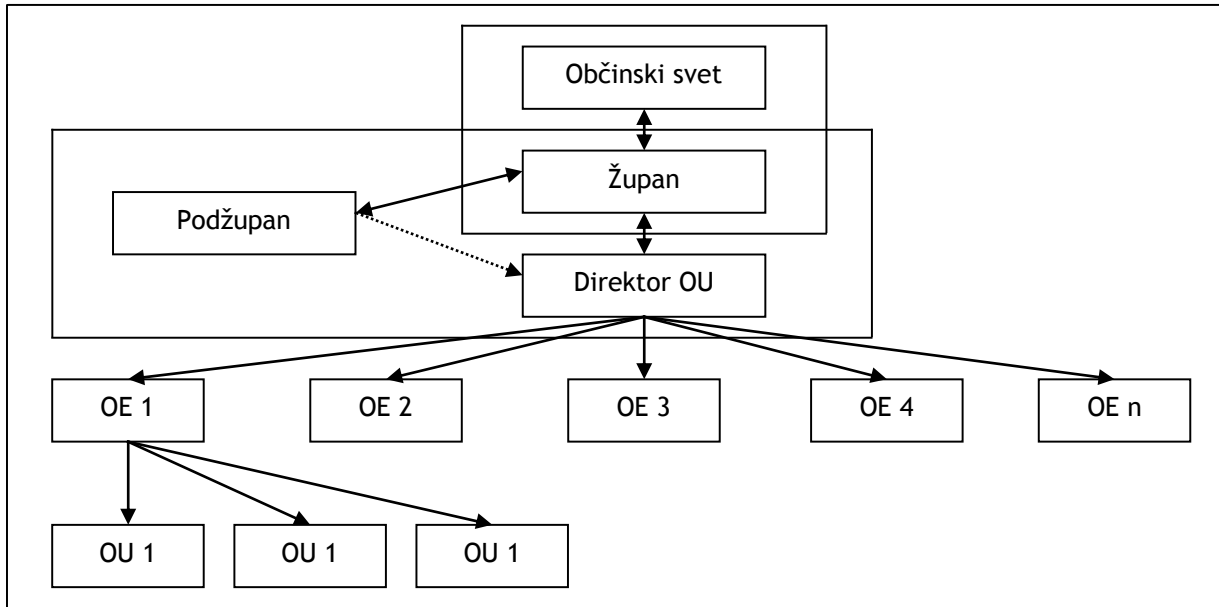 Občinski svet
Župan
Podžupan
Direktor OU
OE 1
OE 2
OE 3
OE 4
OE n
OU 1
OU 1
OU 1